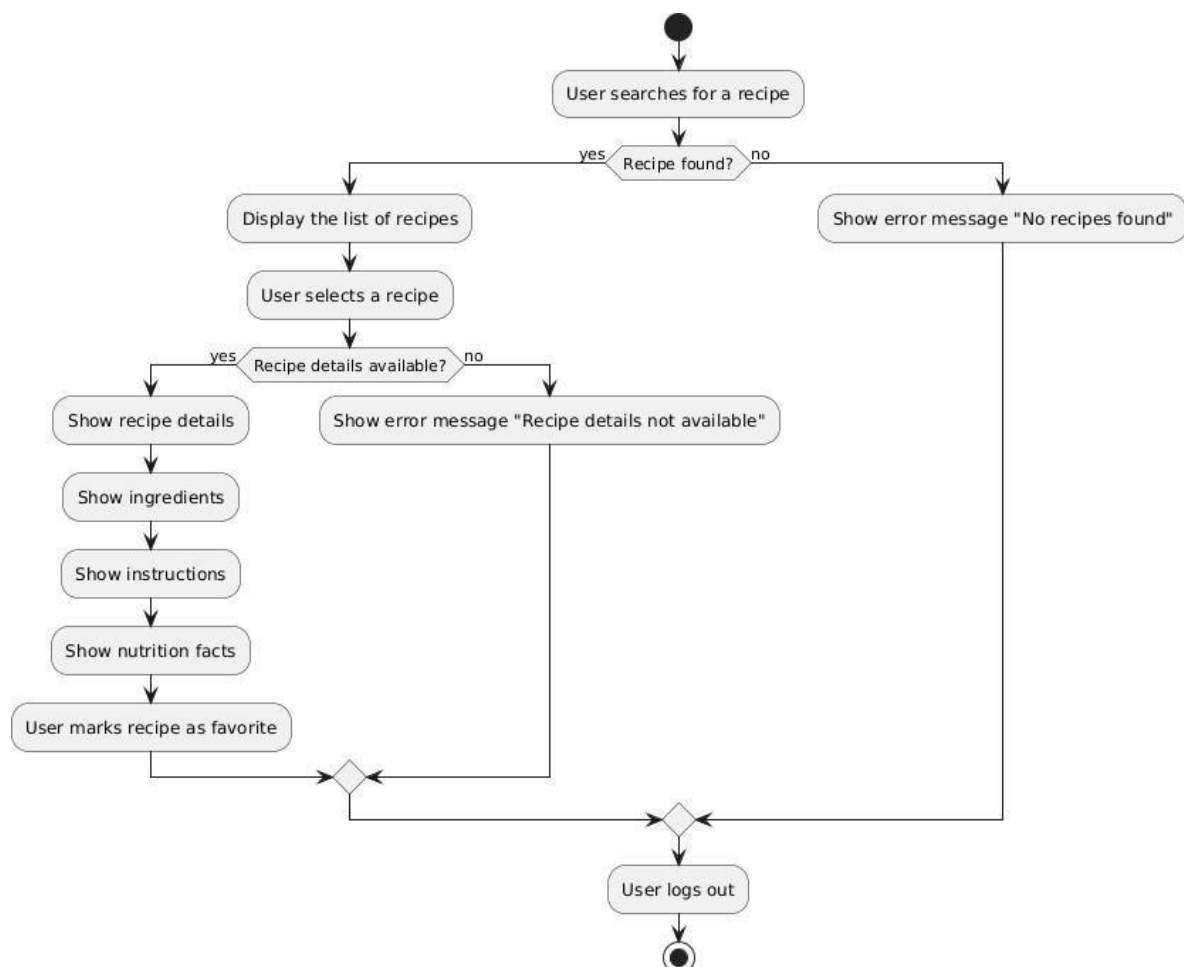 User searches for a recipe
yes
Recipe found?
no
Display the list of recipes
Show error message "No recipes found"
User selects a recipe
yes
Recipe details available?
no
Show recipe details
Show error message "Recipe details not available"
Show ingredients
Show instructions
Show nutrition facts
User marks recipe as favorite
User logs out